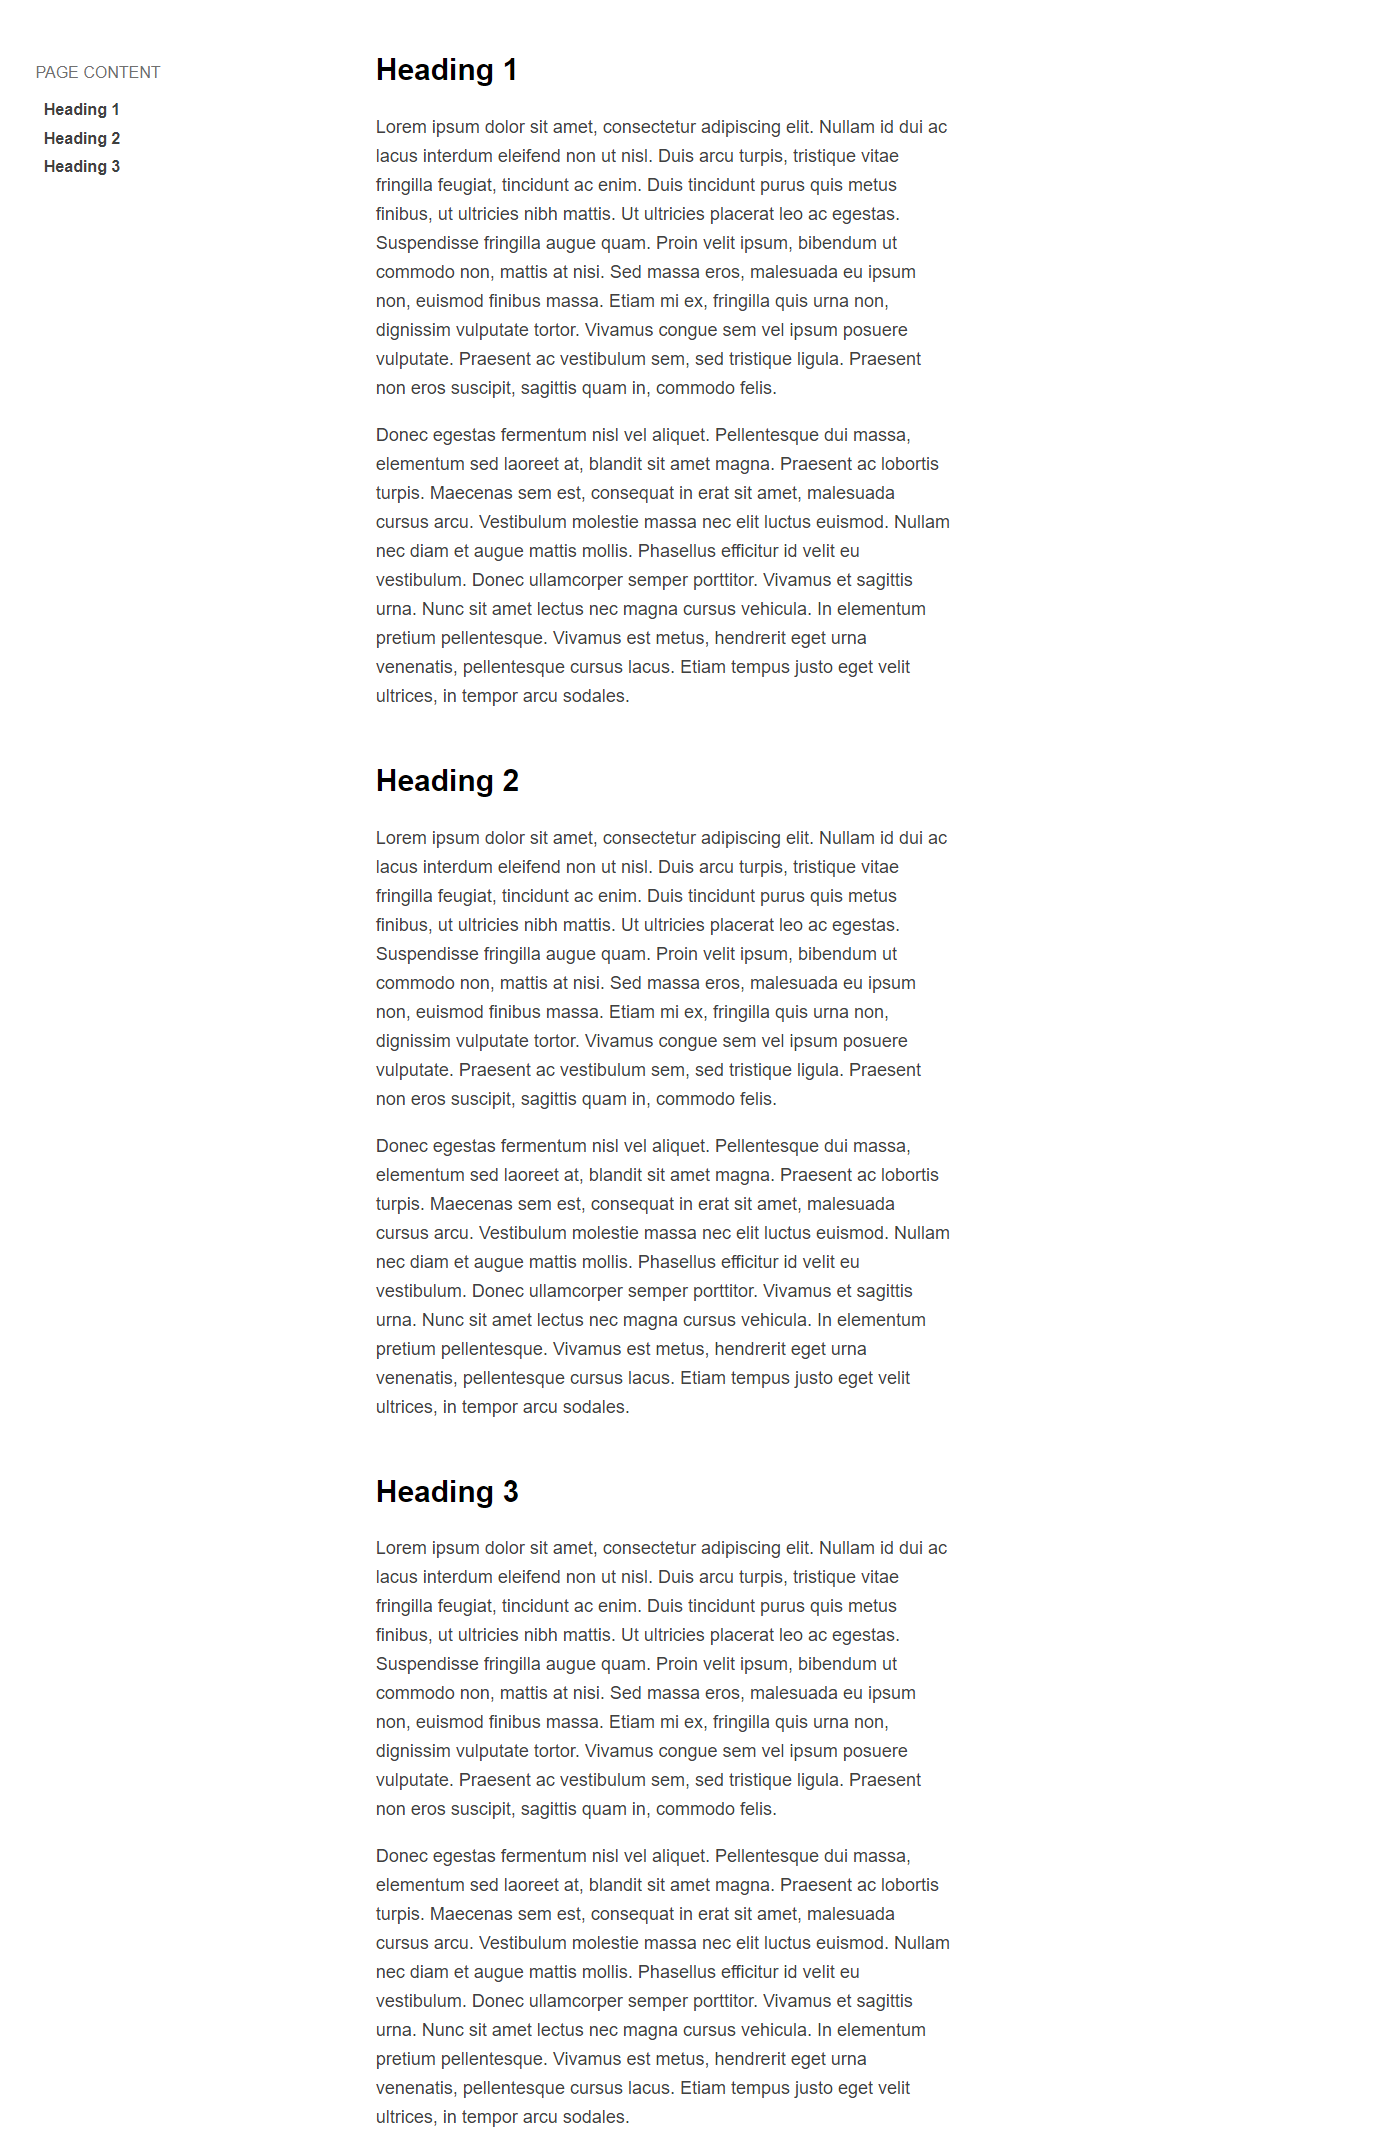 PAGE CONTENT
Heading 1
Heading 2
Heading 3
Heading 1
Lorem ipsum dolor sit amet, consectetur adipiscing elit. Nullam id dui ac
lacus interdum eleifend non ut nisl. Duis arcu turpis, tristique vitae
fringilla feugiat, tincidunt ac enim. Duis tincidunt purus quis metus
finibus, ut ultricies nibh mattis. Ut ultricies placerat leo ac egestas.
Suspendisse fringilla augue quam. Proin velit ipsum, bibendum ut
commodo non, mattis at nisi. Sed massa eros, malesuada eu ipsum
non, euismod finibus massa. Etiam mi ex, fringilla quis urna non,
dignissim vulputate tortor. Vivamus congue sem vel ipsum posuere
vulputate. Praesent ac vestibulum sem, sed tristique ligula. Praesent
non eros suscipit, sagittis quam in, commodo felis.
Donec egestas fermentum nisl vel aliquet. Pellentesque dui massa,
elementum sed laoreet at, blandit sit amet magna. Praesent ac lobortis
turpis. Maecenas sem est, consequat in erat sit amet, malesuada
cursus arcu. Vestibulum molestie massa nec elit luctus euismod. Nullam
nec diam et augue mattis mollis. Phasellus efficitur id velit eu
vestibulum. Donec ullamcorper semper porttitor. Vivamus et sagittis
urna. Nunc sit amet lectus nec magna cursus vehicula. In elementum
pretium pellentesque. Vivamus est metus, hendrerit eget urna
venenatis, pellentesque cursus lacus. Etiam tempus justo eget velit
ultrices, in tempor arcu sodales.
Heading 2
Lorem ipsum dolor sit amet, consectetur adipiscing elit. Nullam id dui ac
lacus interdum eleifend non ut nisl. Duis arcu turpis, tristique vitae
fringilla feugiat, tincidunt ac enim. Duis tincidunt purus quis metus
finibus, ut ultricies nibh mattis. Ut ultricies placerat leo ac egestas.
Suspendisse fringilla augue quam. Proin velit ipsum, bibendum ut
commodo non, mattis at nisi. Sed massa eros, malesuada eu ipsum
non, euismod finibus massa. Etiam mi ex, fringilla quis urna non,
dignissim vulputate tortor. Vivamus congue sem vel ipsum posuere
vulputate. Praesent ac vestibulum sem, sed tristique ligula. Praesent
non eros suscipit, sagittis quam in, commodo felis.
Donec egestas fermentum nisl vel aliquet. Pellentesque dui massa,
elementum sed laoreet at, blandit sit amet magna. Praesent ac lobortis
turpis. Maecenas sem est, consequat in erat sit amet, malesuada
cursus arcu. Vestibulum molestie massa nec elit luctus euismod. Nullam
nec diam et augue mattis mollis. Phasellus efficitur id velit eu
vestibulum. Donec ullamcorper semper porttitor. Vivamus et sagittis
urna. Nunc sit amet lectus nec magna cursus vehicula. In elementum
pretium pellentesque. Vivamus est metus, hendrerit eget urna
venenatis, pellentesque cursus lacus. Etiam tempus justo eget velit
ultrices, in tempor arcu sodales.
Heading 3
Lorem ipsum dolor sit amet, consectetur adipiscing elit. Nullam id dui ac
lacus interdum eleifend non ut nisl. Duis arcu turpis, tristique vitae
fringilla feugiat, tincidunt ac enim. Duis tincidunt purus quis metus
finibus, ut ultricies nibh mattis. Ut ultricies placerat leo ac egestas.
Suspendisse fringilla augue quam. Proin velit ipsum, bibendum ut
commodo non, mattis at nisi. Sed massa eros, malesuada eu ipsum
non, euismod finibus massa. Etiam mi ex, fringilla quis urna non,
dignissim vulputate tortor. Vivamus congue sem vel ipsum posuere
vulputate. Praesent ac vestibulum sem, sed tristique ligula. Praesent
non eros suscipit, sagittis quam in, commodo felis.
Donec egestas fermentum nisl vel aliquet. Pellentesque dui massa,
elementum sed laoreet at, blandit sit amet magna. Praesent ac lobortis
turpis. Maecenas sem est, consequat in erat sit amet, malesuada
cursus arcu. Vestibulum molestie massa nec elit luctus euismod. Nullam
nec diam et augue mattis mollis. Phasellus efficitur id velit eu
vestibulum. Donec ullamcorper semper porttitor. Vivamus et sagittis
urna. Nunc sit amet lectus nec magna cursus vehicula. In elementum
pretium pellentesque. Vivamus est metus, hendrerit eget urna
venenatis, pellentesque cursus lacus. Etiam tempus justo eget velit
ultrices, in tempor arcu sodales.